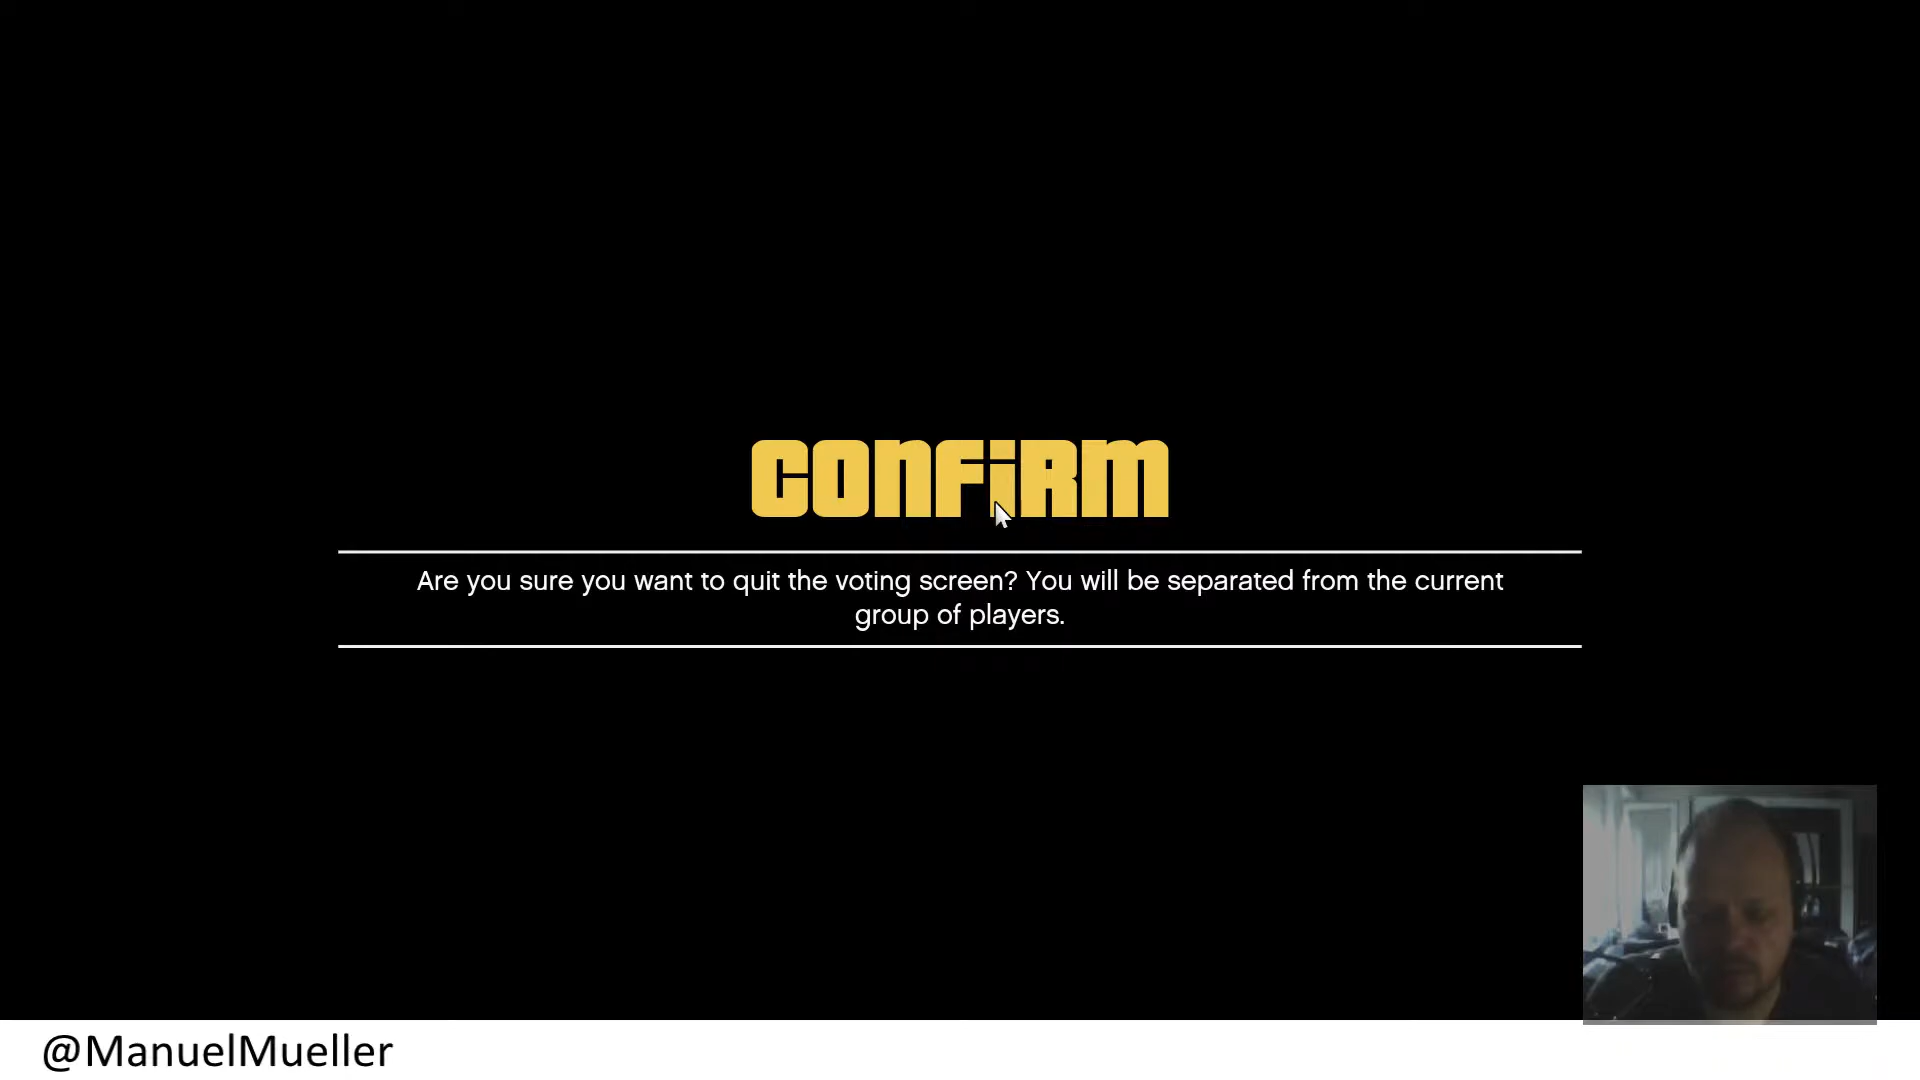 CONFIRM
Are you sure you want to quit the voting screen? You will be separated from the current
group of players.
@ManuelMueller